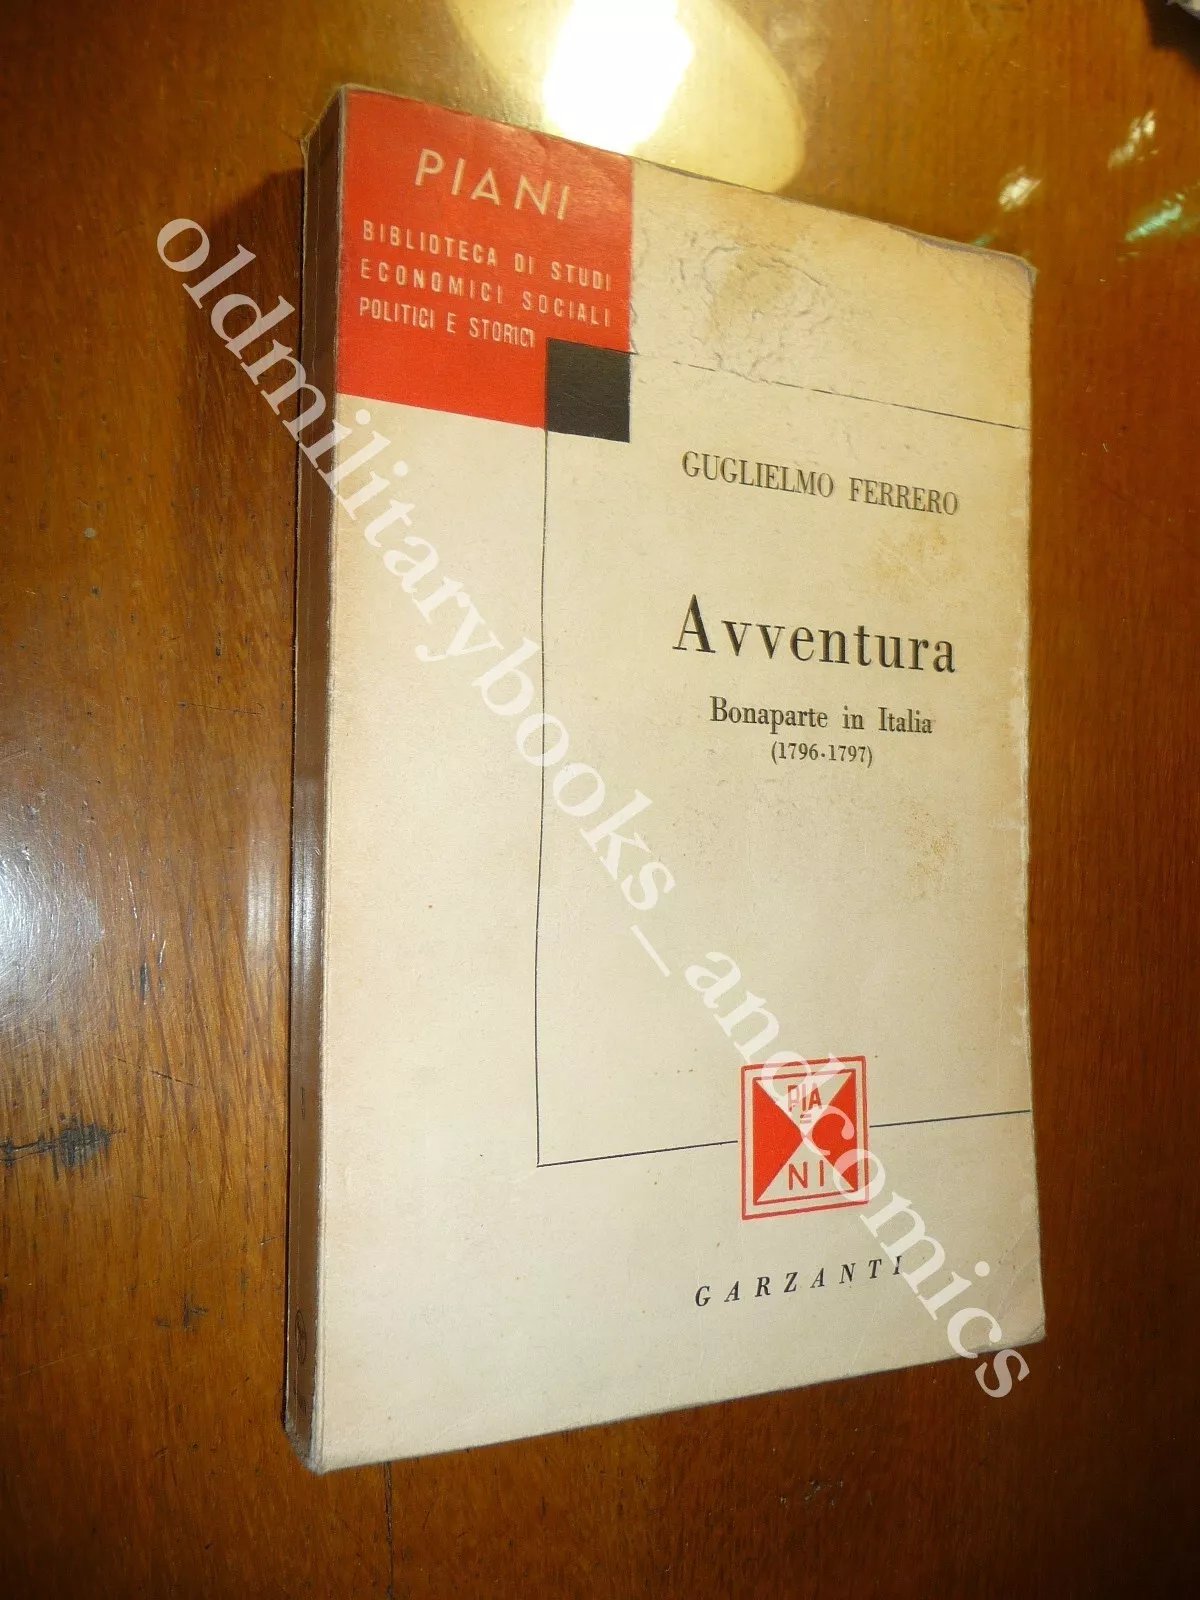 PIANI
BIBLIOTECA DI STUDI
ECONOMICI SOCIALI
POLITICI E STORICI
GUGLIELMO FERRERO
Avventura
Bonaparte in Italia
(1796-1797)
PIA
NI
GARZANTI
oldmilitarybooks_andcomics